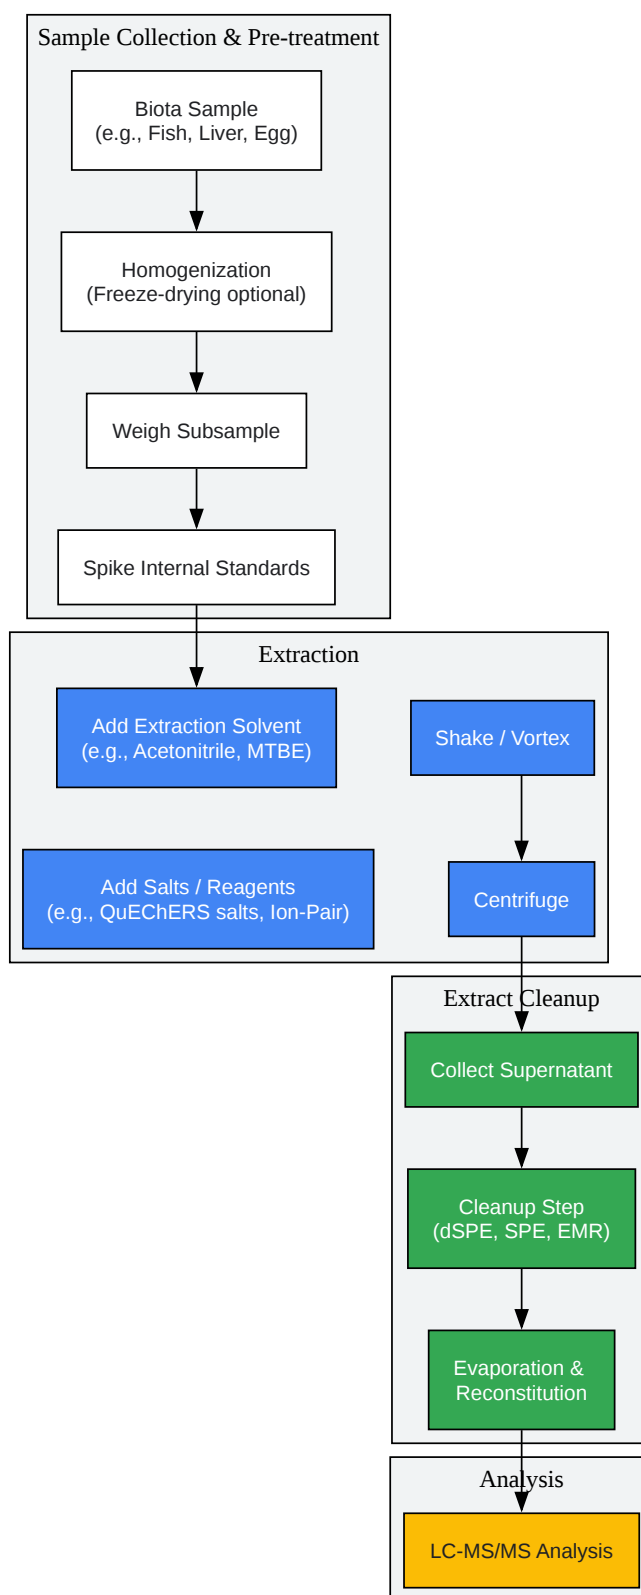 Sample Collection & Pre-treatment
Biota Sample
(e.g., Fish, Liver, Egg)
Homogenization
(Freeze-drying optional)
Weigh Subsample
Spike Internal Standards
Extraction
Add Extraction Solvent
(e.g., Acetonitrile, MTBE)
Shake / Vortex
Add Salts / Reagents
(e.g., QuEChERS salts, Ion-Pair)
Centrifuge
Extract Cleanup
Collect Supernatant
Cleanup Step
(dSPE, SPE, EMR)
Evaporation &
Reconstitution
Analysis
LC-MS/MS Analysis